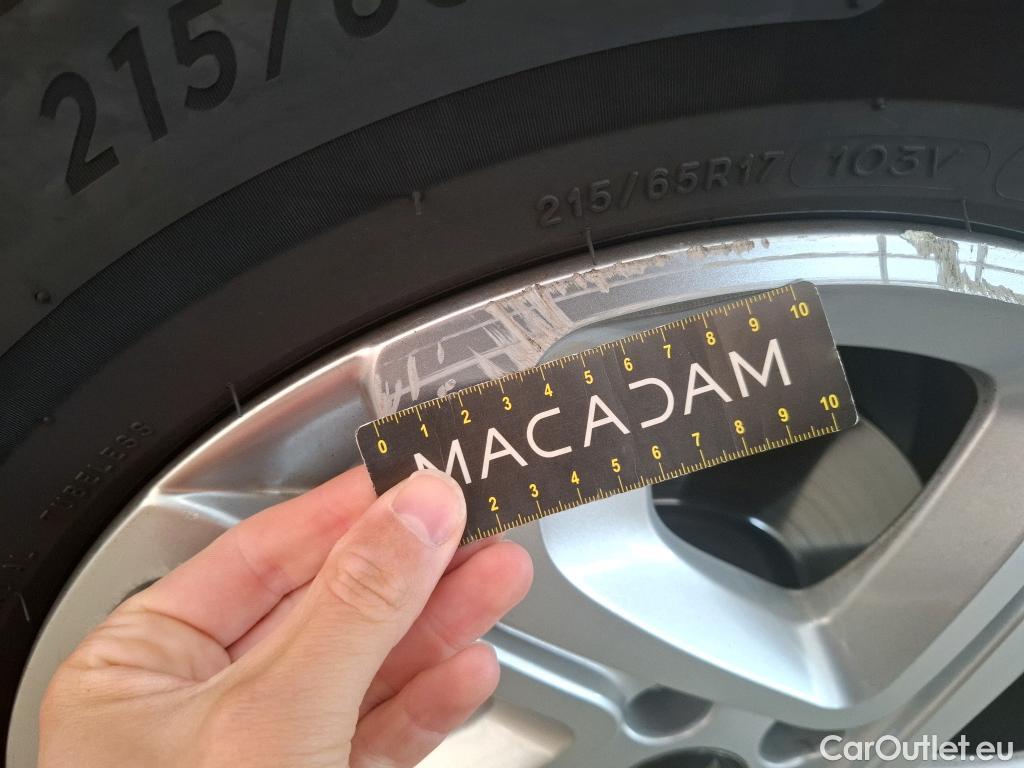 215/6
215/65R17 103V
TUBELESS
0 1 2 3 4 5 6 7 8 9 10
MACADAM
2 3 4 5 6 7 8 9 10
CarOutlet.eu